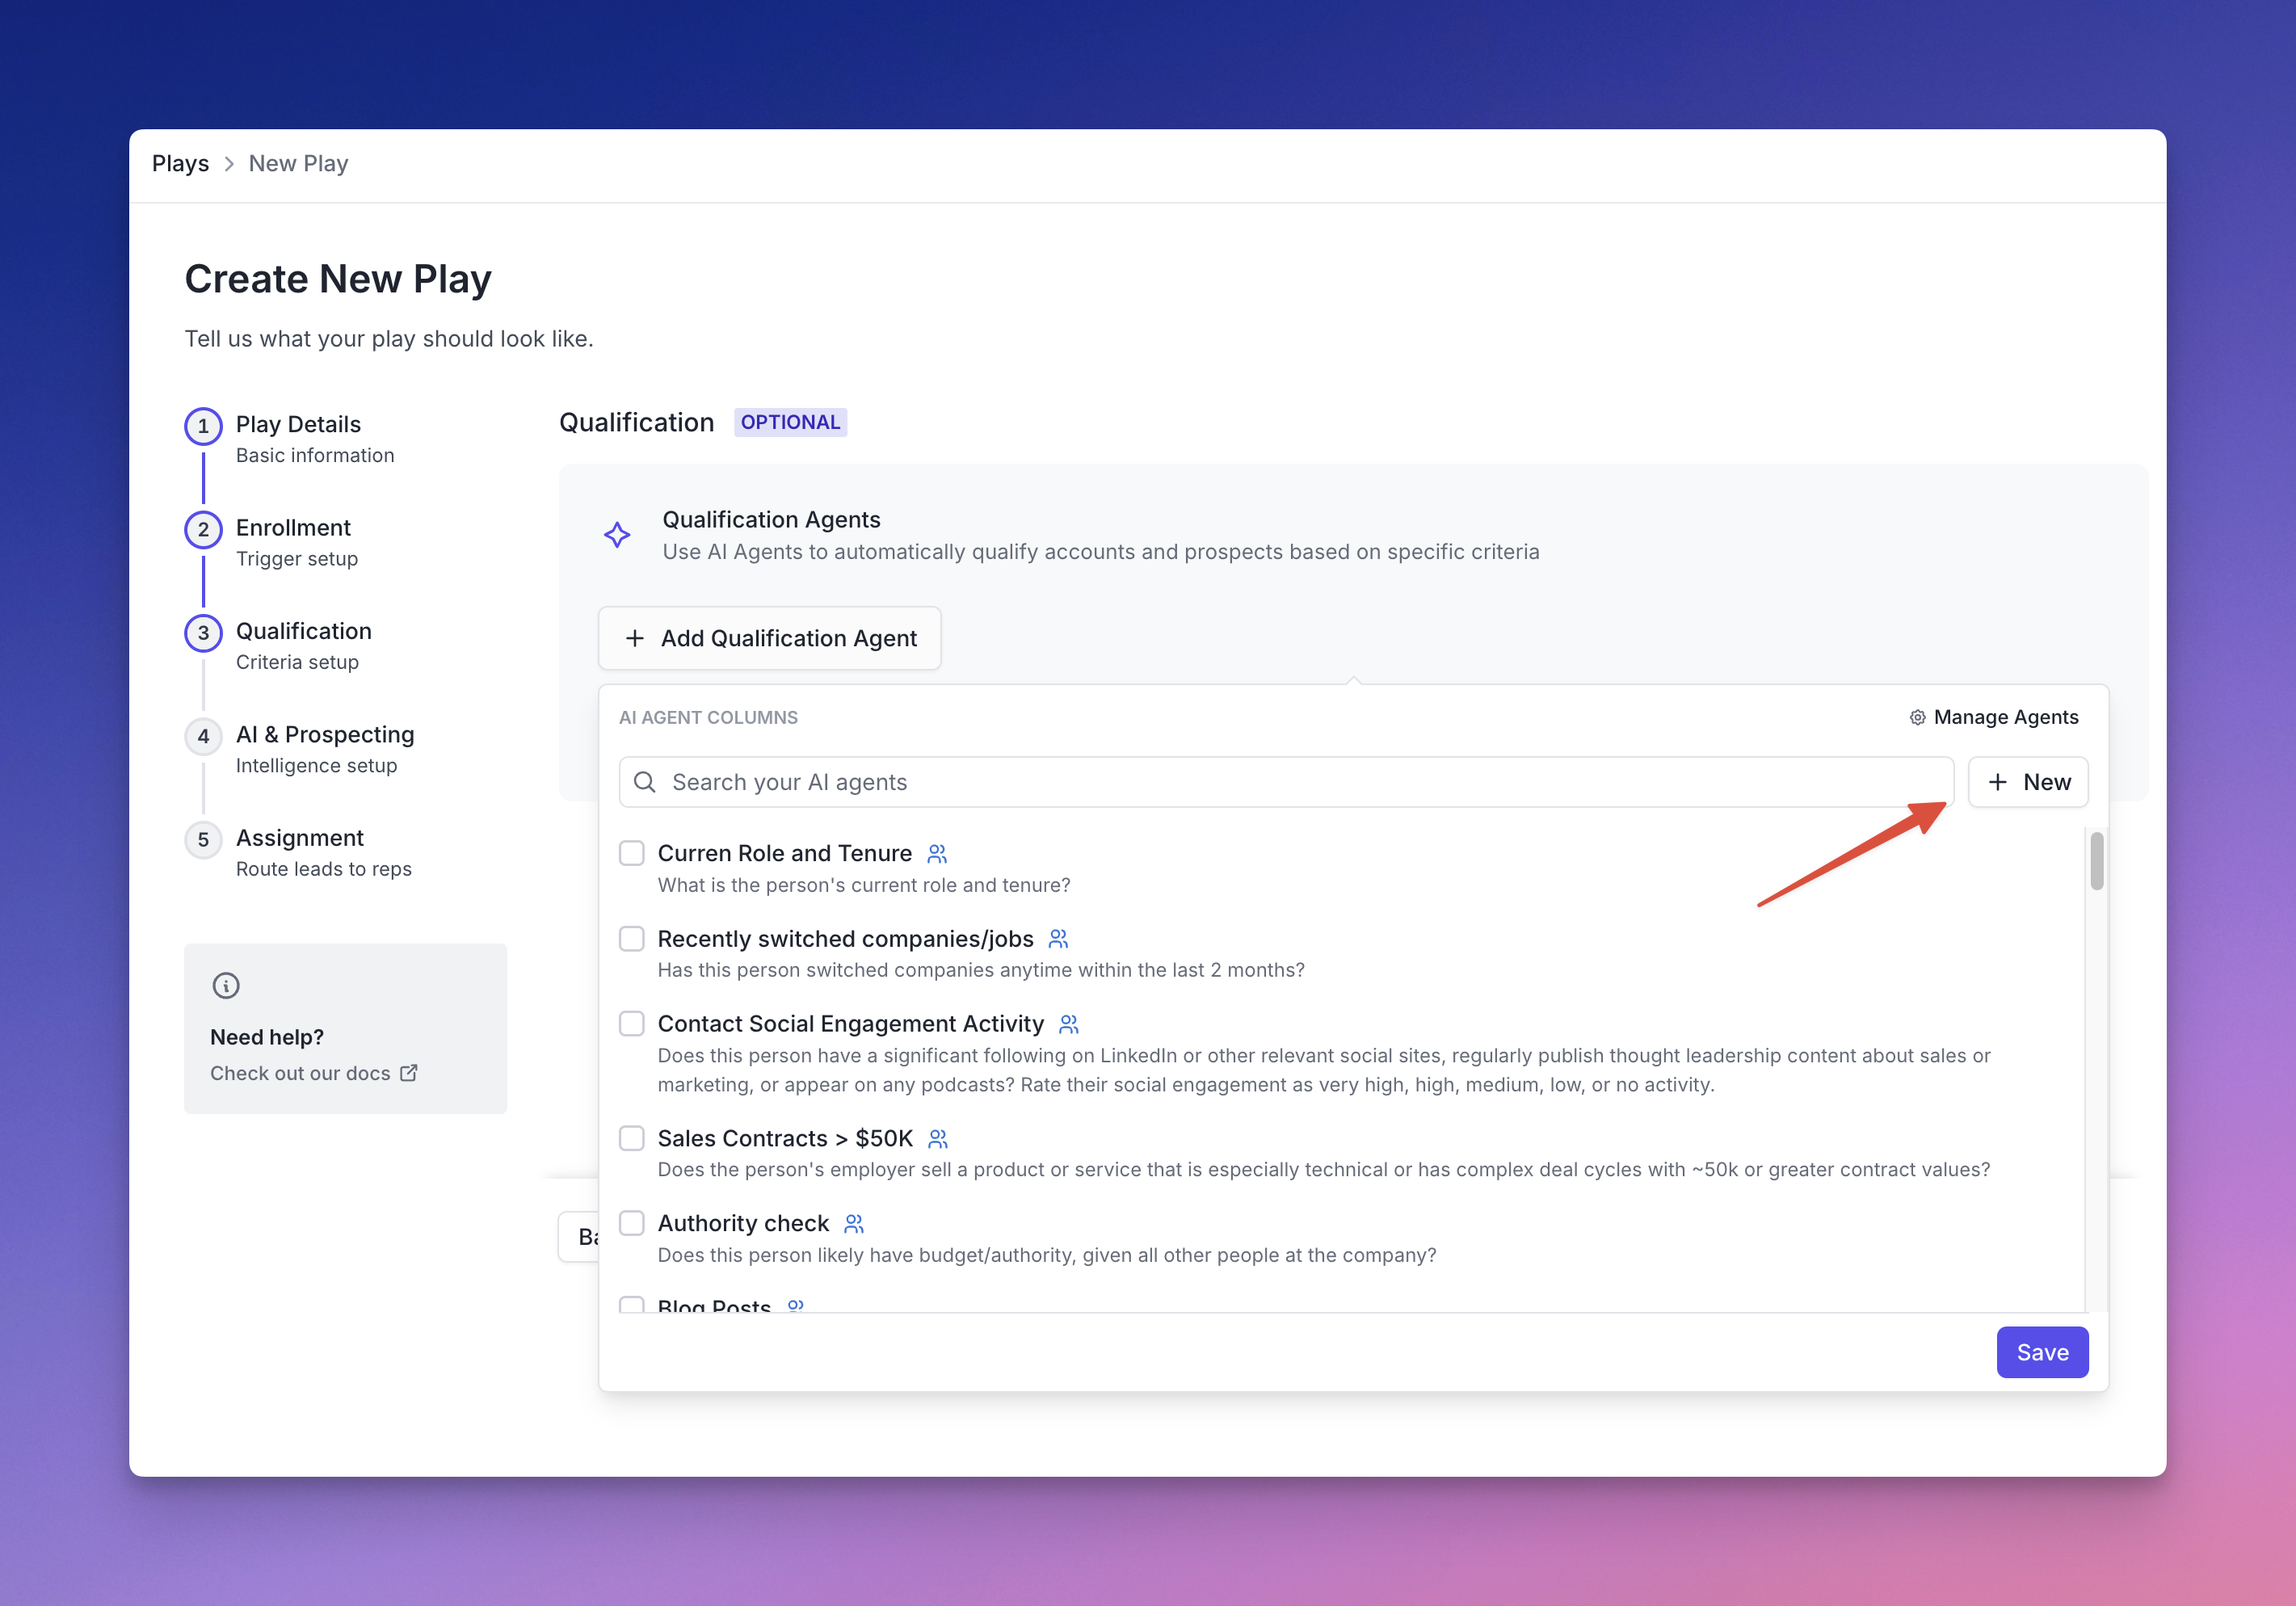 Plays > New Play
Create New Play
Tell us what your play should look like.
1 Play Details
Basic information
2 Enrollment
Trigger setup
3 Qualification
Criteria setup
4 AI & Prospecting
Intelligence setup
5 Assignment
Route leads to reps
Need help?
Check out our docs
Qualification OPTIONAL
Qualification Agents
Use AI Agents to automatically qualify accounts and prospects based on specific criteria
+ Add Qualification Agent
AI AGENT COLUMNS
Manage Agents
Search your AI agents
+ New
Curren Role and Tenure
What is the person's current role and tenure?
Recently switched companies/jobs
Has this person switched companies anytime within the last 2 months?
Contact Social Engagement Activity
Does this person have a significant following on LinkedIn or other relevant social sites, regularly publish thought leadership content about sales or
marketing, or appear on any podcasts? Rate their social engagement as very high, high, medium, low, or no activity.
Sales Contracts > $50K
Does the person's employer sell a product or service that is especially technical or has complex deal cycles with ~50k or greater contract values?
Authority check
Does this person likely have budget/authority, given all other people at the company?
Blog Posts
Save